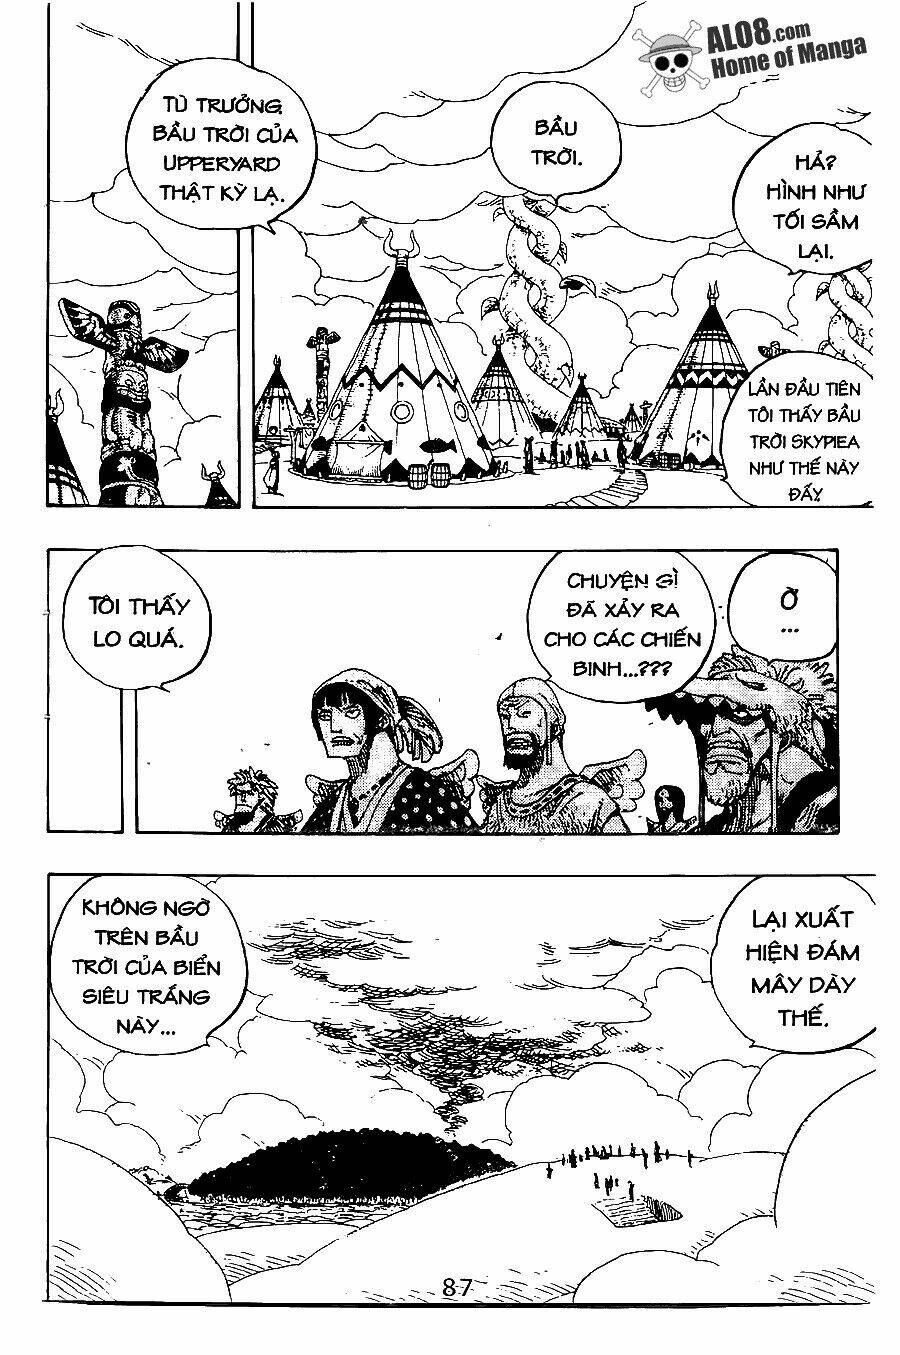 AL08.com
Home of Manga
HẢ?
HÌNH NHƯ
TỐI SẦM
LẠI.
BẦU
TRỜI.
LẦN ĐẦU TIÊN
TÔI THẤY BẦU
TRỜI SKYPIEA
NHƯ THẾ NÀY
ĐẤY.
TÙ TRƯỞNG,
BẦU TRỜI CỦA
UPPERYARD
THẬT KỲ LẠ.
Ờ
...
CHUYỆN GÌ
ĐÃ XẢY RA
CHO CÁC CHIẾN
BINH...???
TÔI THẤY
LO QUÁ.
LẠI XUẤT
HIỆN ĐÁM
MÂY DÀY
THẾ.
KHÔNG NGỜ
TRÊN BẦU
TRỜI CỦA BIỂN
SIÊU TRẮNG
NÀY...
87